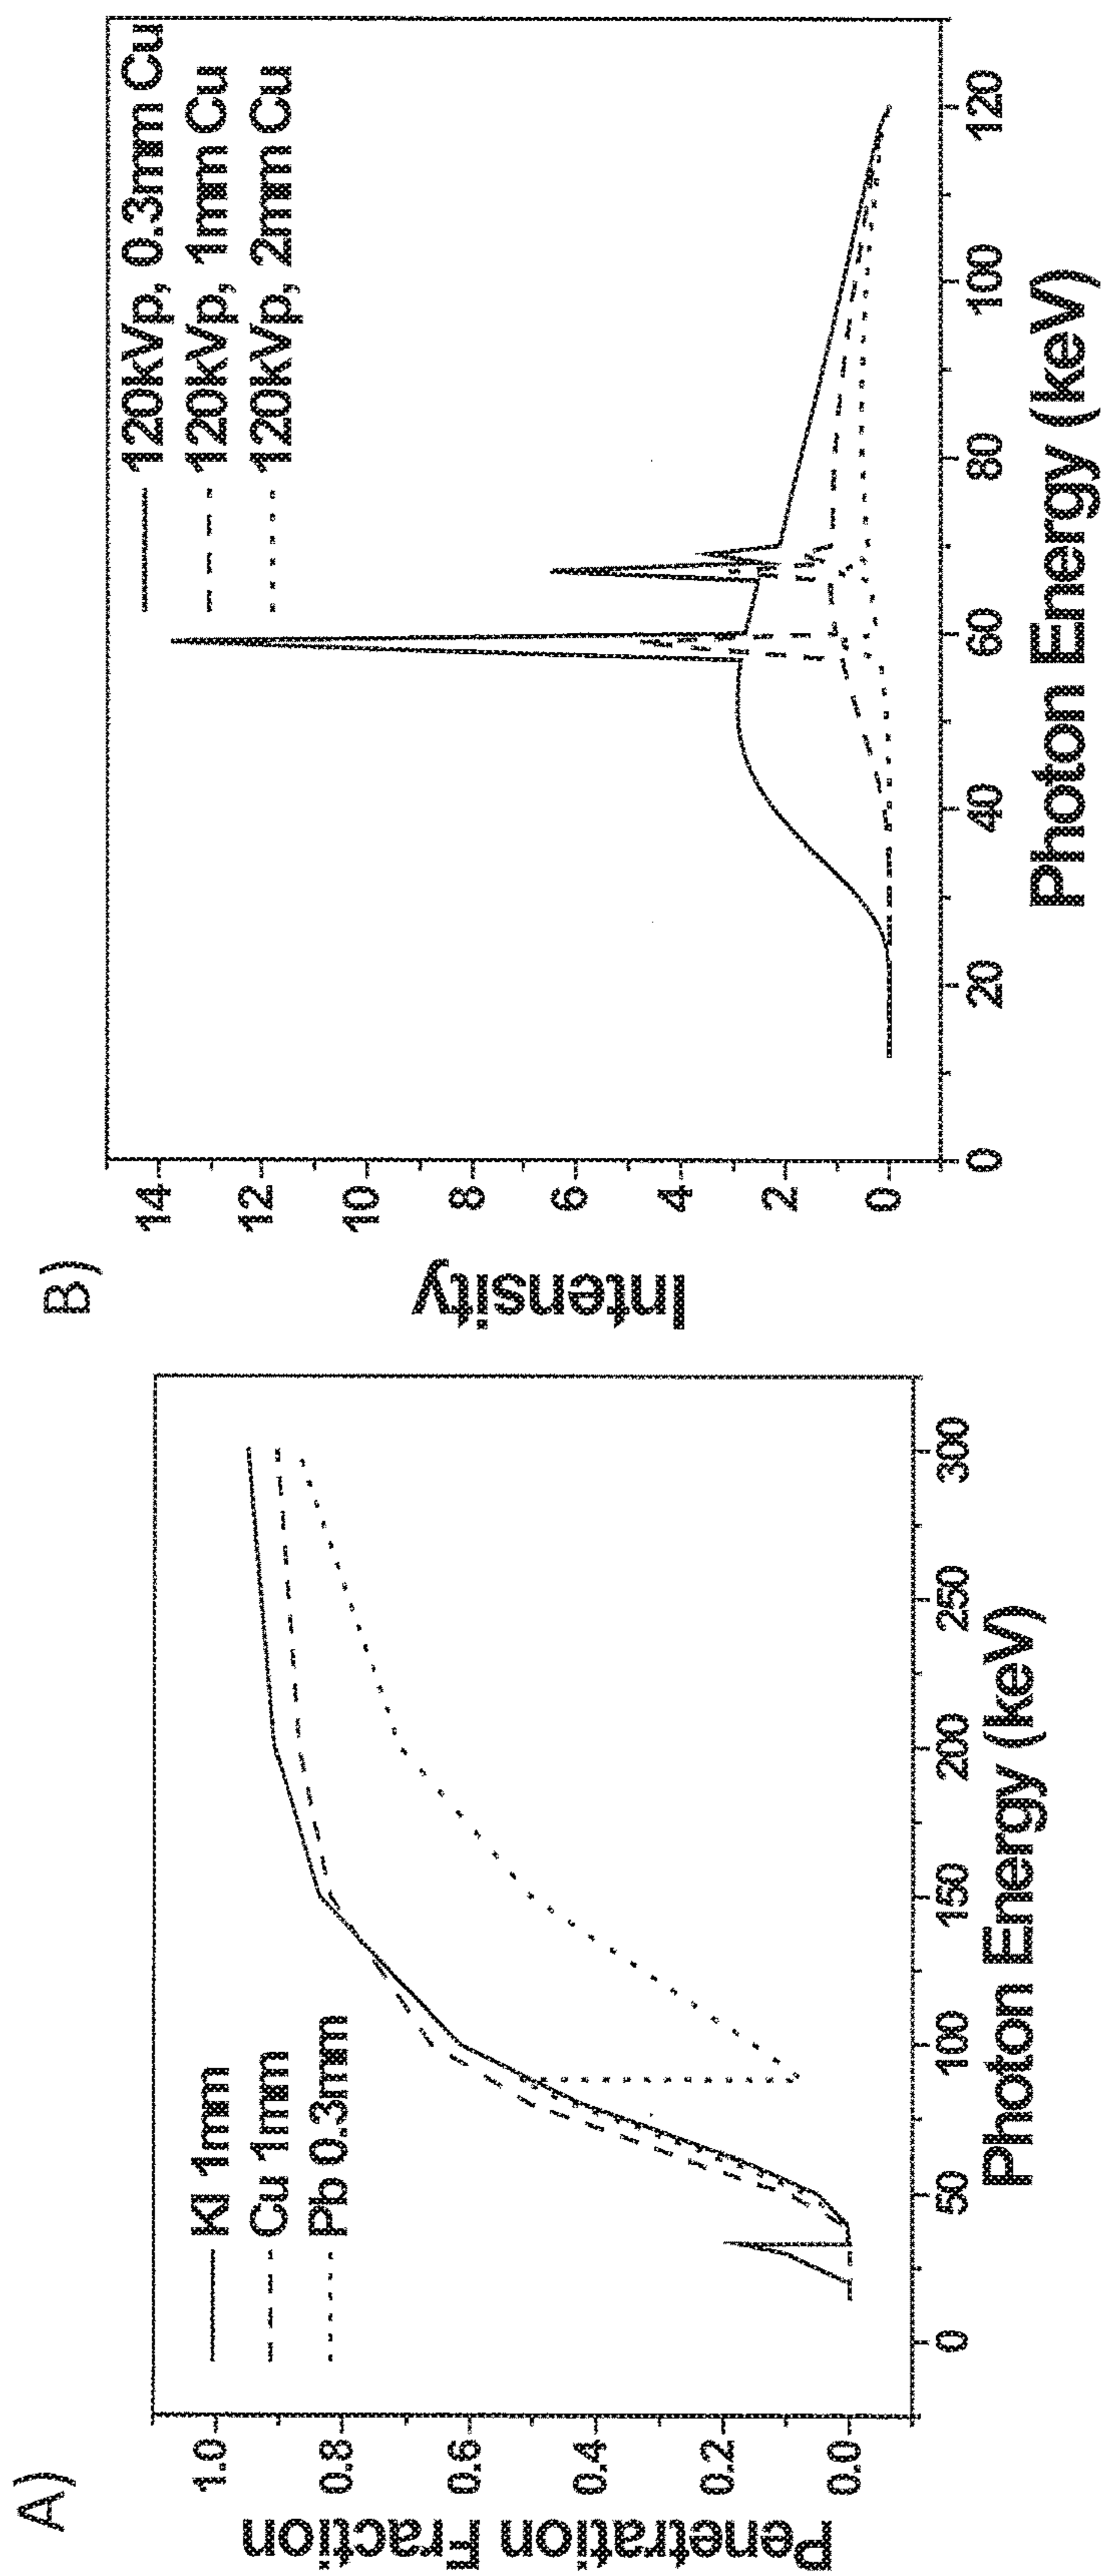 A)
Penetration Fraction
1.0
0.8
0.6
0.4
0.2
0.0
KI 1mm
Cu 1mm
Pb 0.3mm
0 50 100 150 200 250 300
Photon Energy (keV)
B)
Intensity
14
12
10
8
6
4
2
0
120kVp, 0.3mm Cu
120kVp, 1mm Cu
120kVp, 2mm Cu
0 20 40 60 80 100 120
Photon Energy (keV)